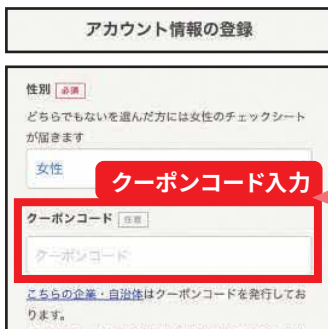 アカウント情報の登録
性別 必須
どちらでもないを選んだ方には女性のチェックシート
が届きます
女性
クーポンコード入力
クーポンコード 任意
クーポンコード
こちらの企業・自治体はクーポンコードを発行してお
ります。